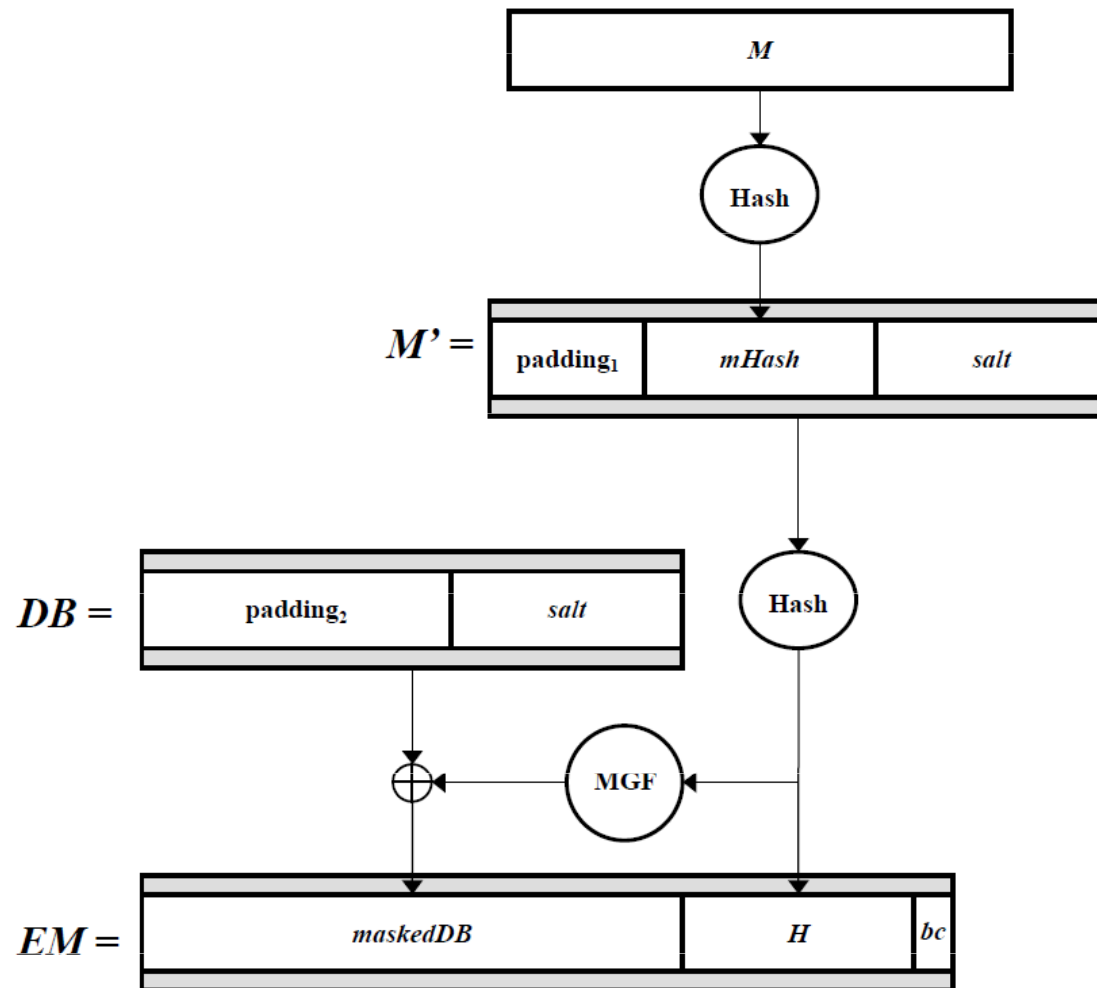 M
Hash
M’ =
padding₁ mHash salt
DB =
padding₂ salt
Hash
MGF
EM =
maskedDB H bc